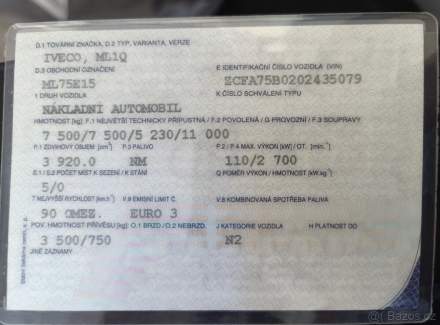 D.1 TOVÁRNÍ ZNAČKA, D.2 TYP, VARIANTA, VERZE
IVECO, ML1Q
D.3 OBCHODNÍ OZNAČENÍ E IDENTIFIKAČNÍ ČÍSLO VOZIDLA (VIN)
ML75E15 ZCFA75B0202435079
1 DRUH VOZIDLA K ČÍSLO SCHVÁLENÍ TYPU
NÁKLADNÍ AUTOMOBIL
HMOTNOST [kg] F.1 NEJVĚTŠÍ TECHNICKY PŘÍPUSTNÁ / F.2 POVOLENÁ / G PROVOZNÍ / F.3 SOUPRAVY
7 500/7 500/5 230/11 000
P.1 ZDVIHOVÝ OBJEM [cm³] P.3 PALIVO P.2 / P.4 MAX. VÝKON [kW] / OT. [min⁻¹]
3 920.0 NM 110/2 700
S.1 / S.2 POČET MÍST K SEZENÍ / K STÁNÍ Q POMĚR VÝKON / HMOTNOST [kW.kg⁻¹]
5/0
T NEJVYŠŠÍ RYCHLOST [km.h⁻¹] V.9 EMISNÍ LIMIT Č. V.8 KOMBINOVANÁ SPOTŘEBA PALIVA
90 OMEZ. EURO 3
POV. HMOTNOST PŘÍVĚSU [kg] O.1 BRZD. / O.2 NEBRZD. J KATEGORIE VOZIDLA H PLATNOST DO
3 500/750 N2
JINÉ ZÁZNAMY
@ Bazos.cz